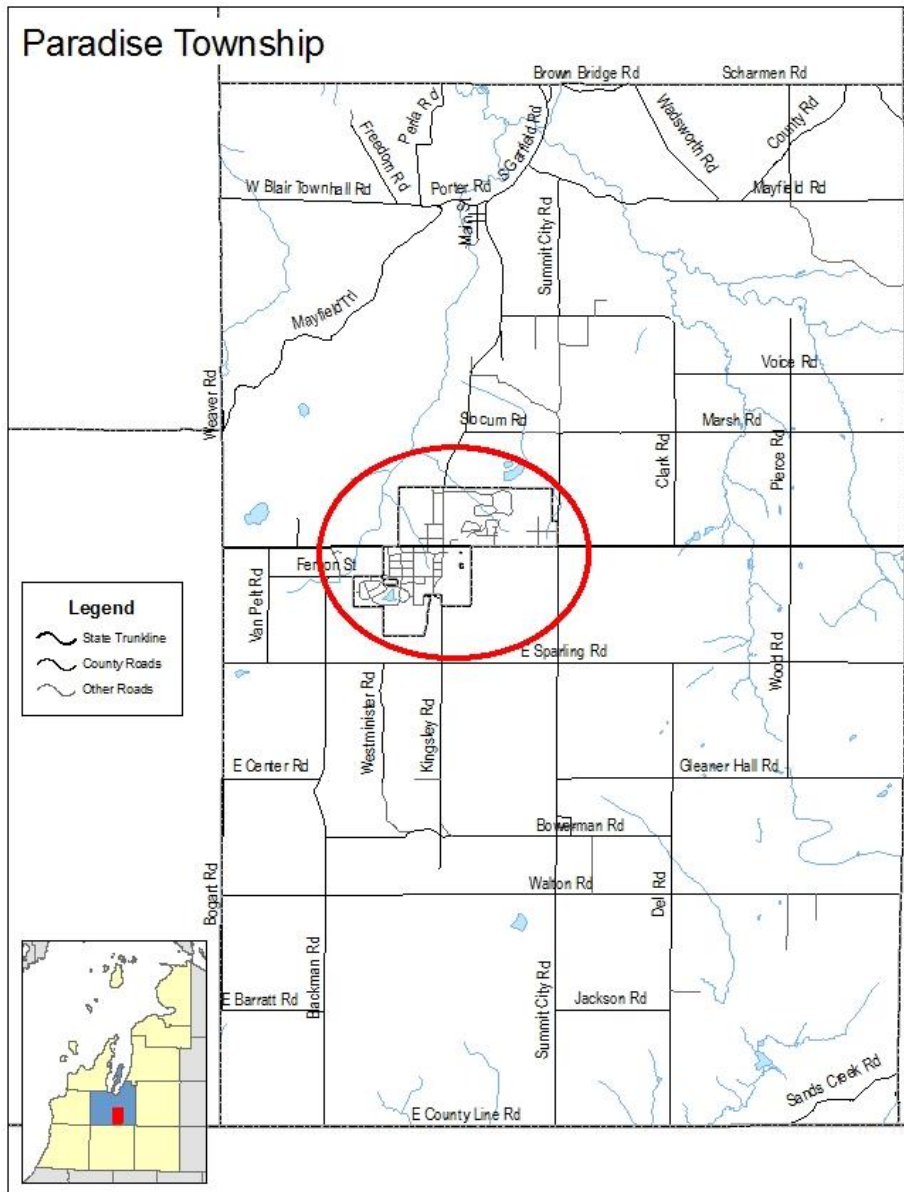 Paradise Township
Brown Bridge Rd
Scharmen Rd
Perla Rd
Freedom Rd
S Garfield Rd
Wadsworth Rd
County Rd
W Blair Townhall Rd
Porter Rd
Mayfield Rd
Main St
Summit City Rd
Mayfield Trl
Voice Rd
Weaver Rd
Slocum Rd
Marsh Rd
Clark Rd
Pierce Rd
Fenton St
Van Pelt Rd
Legend
State Trunkline
County Roads
Other Roads
E Sparling Rd
Wood Rd
Westminister Rd
Kingsley Rd
E Center Rd
Gleaner Hall Rd
Bowerman Rd
Walton Rd
Bogart Rd
Del Rd
Blackman Rd
Summit City Rd
E Barratt Rd
Jackson Rd
Sands Creek Rd
E County Line Rd